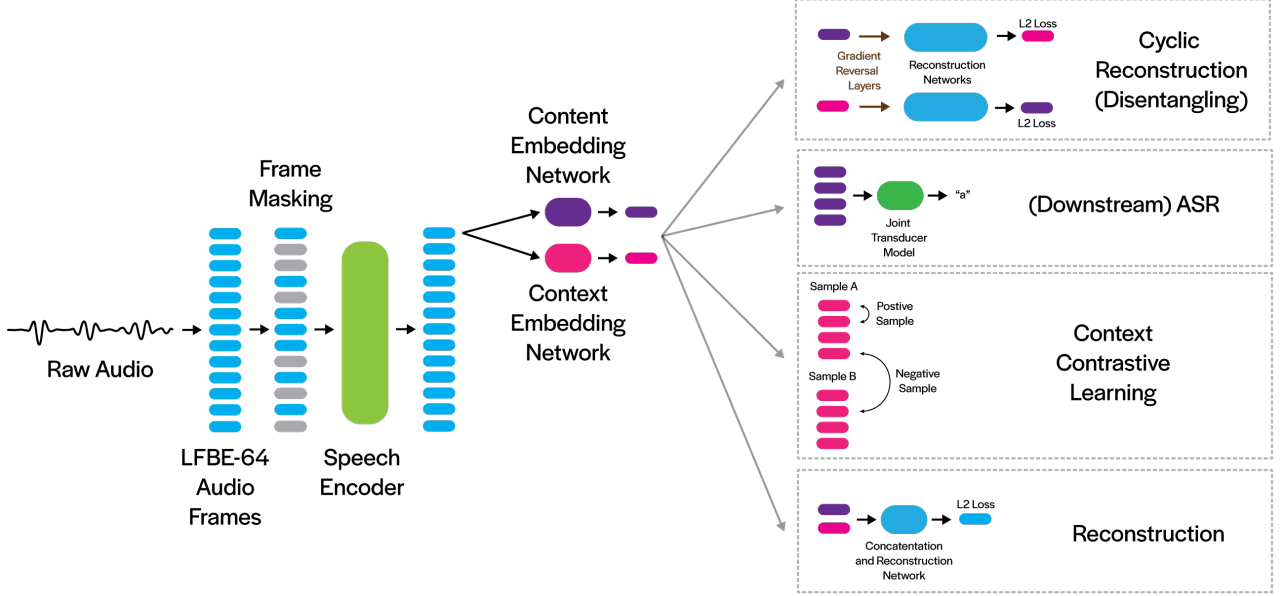 Raw Audio
LFBE-64
Audio
Frames
Frame
Masking
Speech
Encoder
Content
Embedding
Network
Context
Embedding
Network
Gradient
Reversal
Layers
Reconstruction
Networks
L2 Loss
L2 Loss
Cyclic
Reconstruction
(Disentangling)
Joint
Transducer
Model
“a”
(Downstream) ASR
Sample A
Postive
Sample
Sample B
Negative
Sample
Context
Contrastive
Learning
Concatentation
and Reconstruction
Network
L2 Loss
Reconstruction